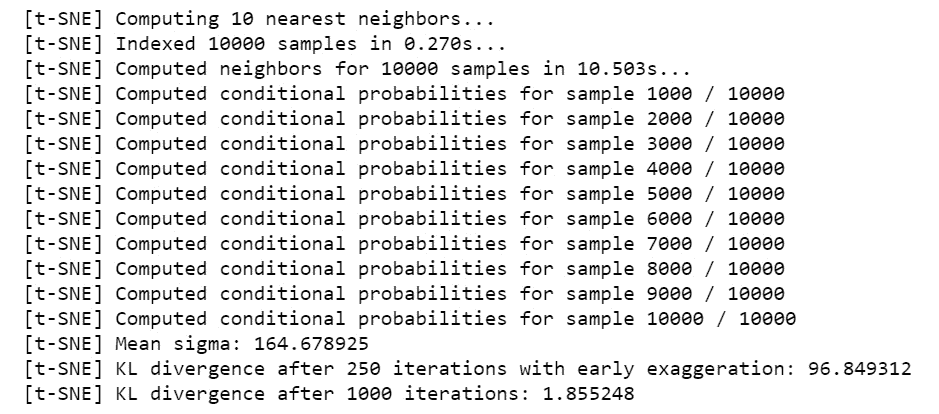 [t-SNE] Computing 10 nearest neighbors...
[t-SNE] Indexed 10000 samples in 0.270s...
[t-SNE] Computed neighbors for 10000 samples in 10.503s...
[t-SNE] Computed conditional probabilities for sample 1000 / 10000
[t-SNE] Computed conditional probabilities for sample 2000 / 10000
[t-SNE] Computed conditional probabilities for sample 3000 / 10000
[t-SNE] Computed conditional probabilities for sample 4000 / 10000
[t-SNE] Computed conditional probabilities for sample 5000 / 10000
[t-SNE] Computed conditional probabilities for sample 6000 / 10000
[t-SNE] Computed conditional probabilities for sample 7000 / 10000
[t-SNE] Computed conditional probabilities for sample 8000 / 10000
[t-SNE] Computed conditional probabilities for sample 9000 / 10000
[t-SNE] Computed conditional probabilities for sample 10000 / 10000
[t-SNE] Mean sigma: 164.678925
[t-SNE] KL divergence after 250 iterations with early exaggeration: 96.849312
[t-SNE] KL divergence after 1000 iterations: 1.855248